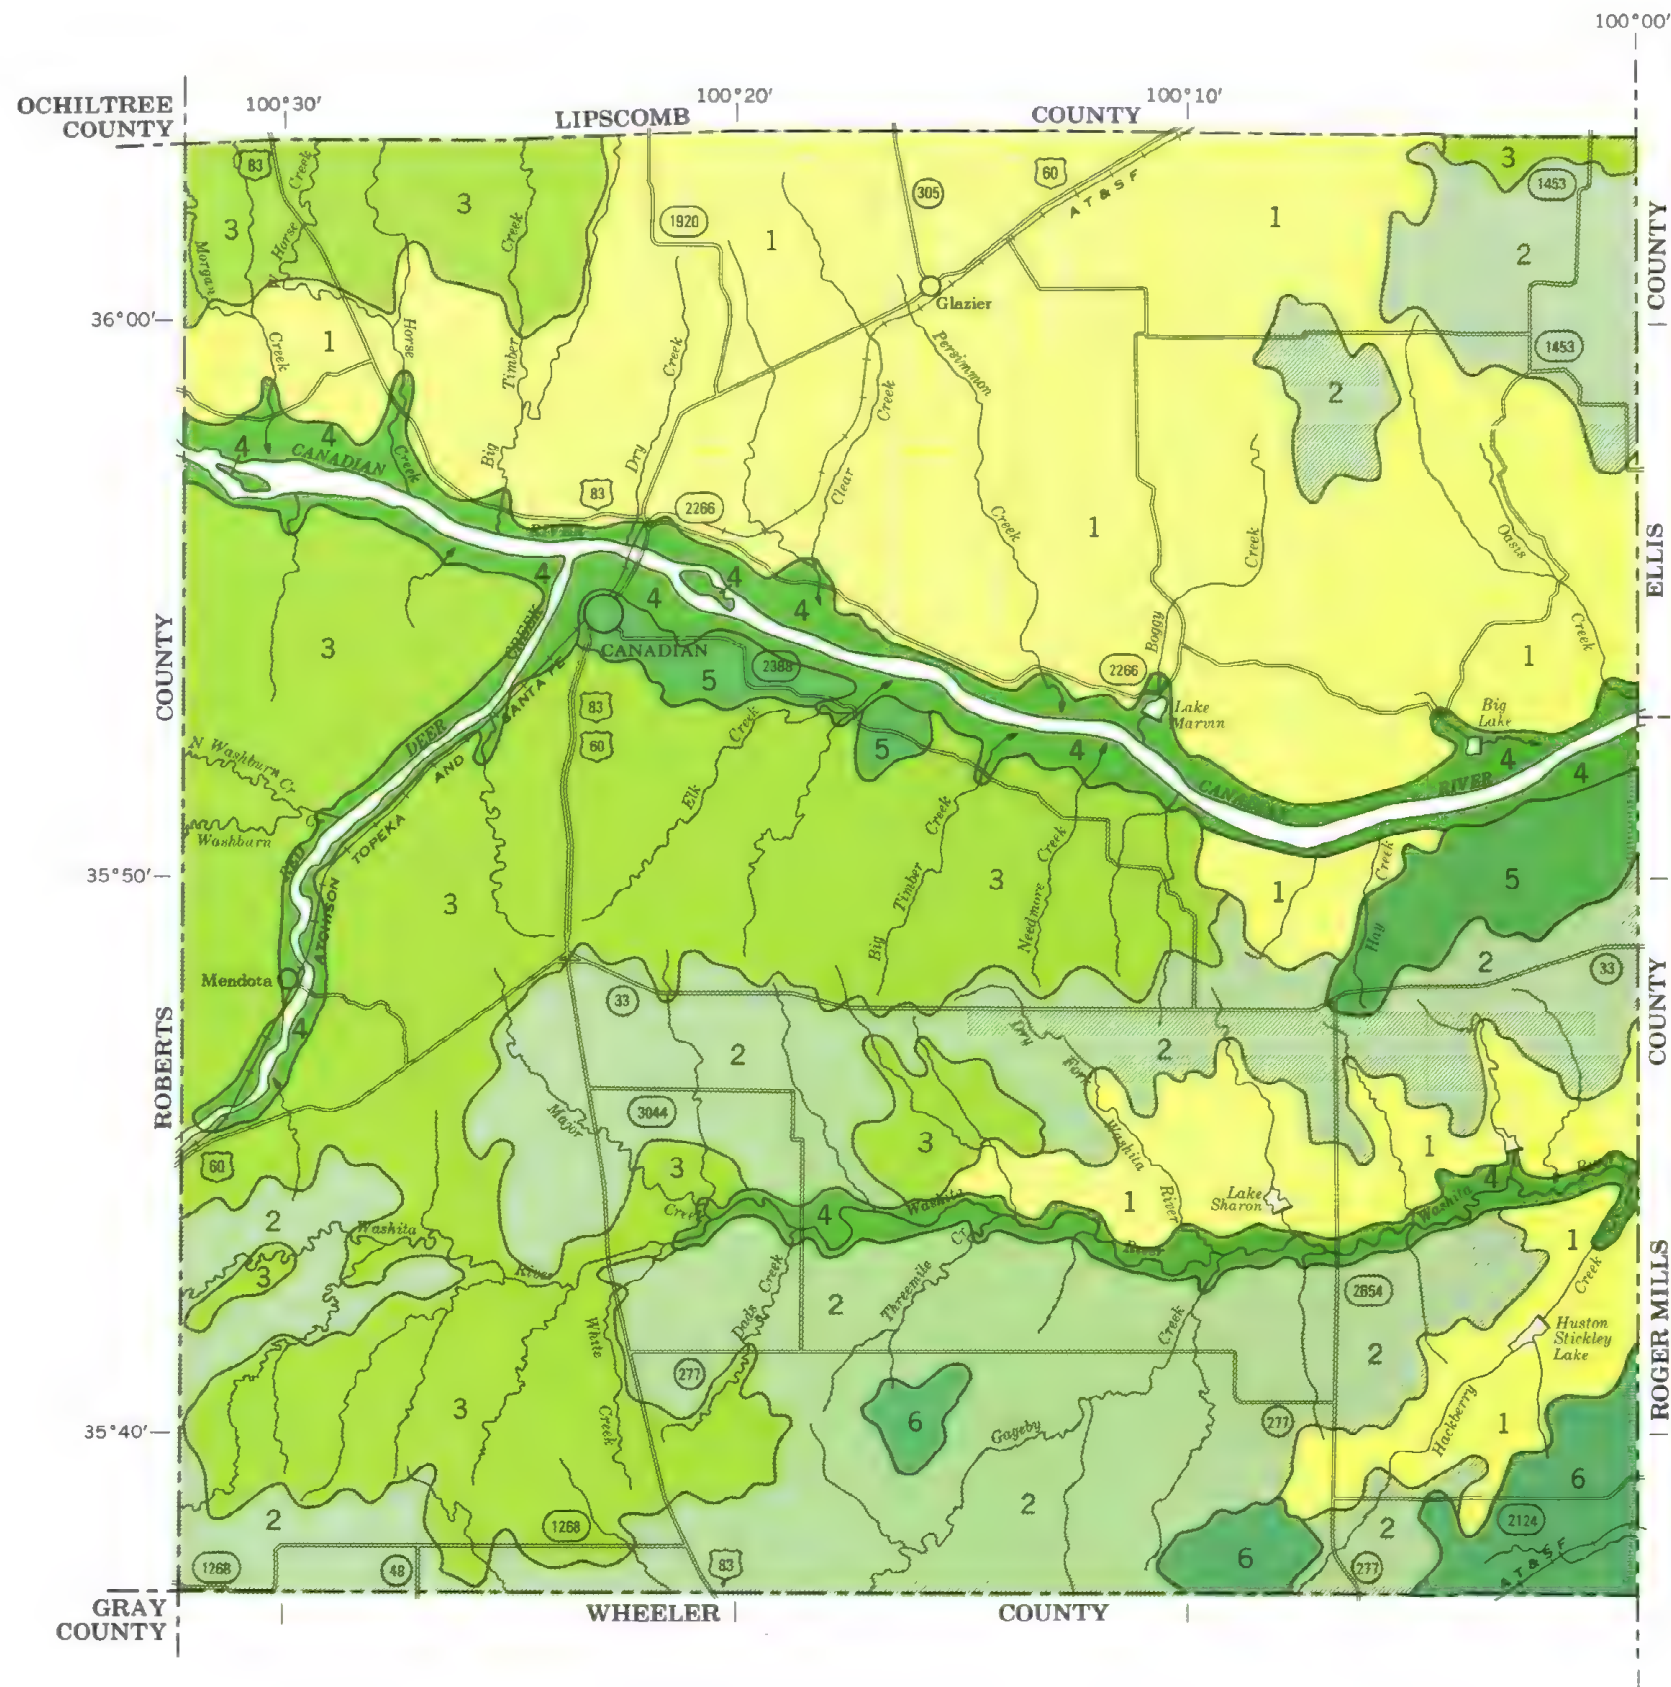 100°00'
OCHILTREE
COUNTY
100°30'
LIPSCOMB
100°20'
COUNTY
100°10'
83
Creek
3
3
Horse
N
Morgan
Creek
1920
1
305
60
AT&SF
1
3
1453
2
COUNTY
36°00'
Glazier
1
Creek
Horse
Timber
Creek
Persimmon
Creek
2
1453
4
4
CANADIAN
Creek
Big
Dry
83
2266
Clear
Creek
1
Creek
1
Oasis
Creek
ELLIS
RIVER
4
4
4
4
3
CREEK
CANADIAN
2388
5
SANTA FE
Boggy
2266
1
COUNTY
83
60
Creek
5
Lake
Marvin
Big
Lake
4
4
4
N Washburn Cr
Washburn
DEER
AND
TOPEKA
RED
ATCHISON
Elk
Creek
Timber
Big
Creek
Needmore
3
CANADIAN
RIVER
Creek
Hay
1
5
35°50'
3
Mendota
4
33
2
33
COUNTY
ROBERTS
2
Dry
Fork
Washita
River
2
Major
3044
3
3
Creek
60
2
Washita
River
3
4
Washita
1
Lake
Sharon
River
1
4
Washita
River
1
Creek
2
Dads
Creek
Threemile
Cr
Creek
2654
2
Huston
Stickley
Lake
ROGER MILLS
White
Creek
277
3
6
Gageby
277
Hackberry
1
35°40'
6
2
2
2
1268
1268
48
83
6
277
2124
AT&SF
GRAY
COUNTY
WHEELER
COUNTY